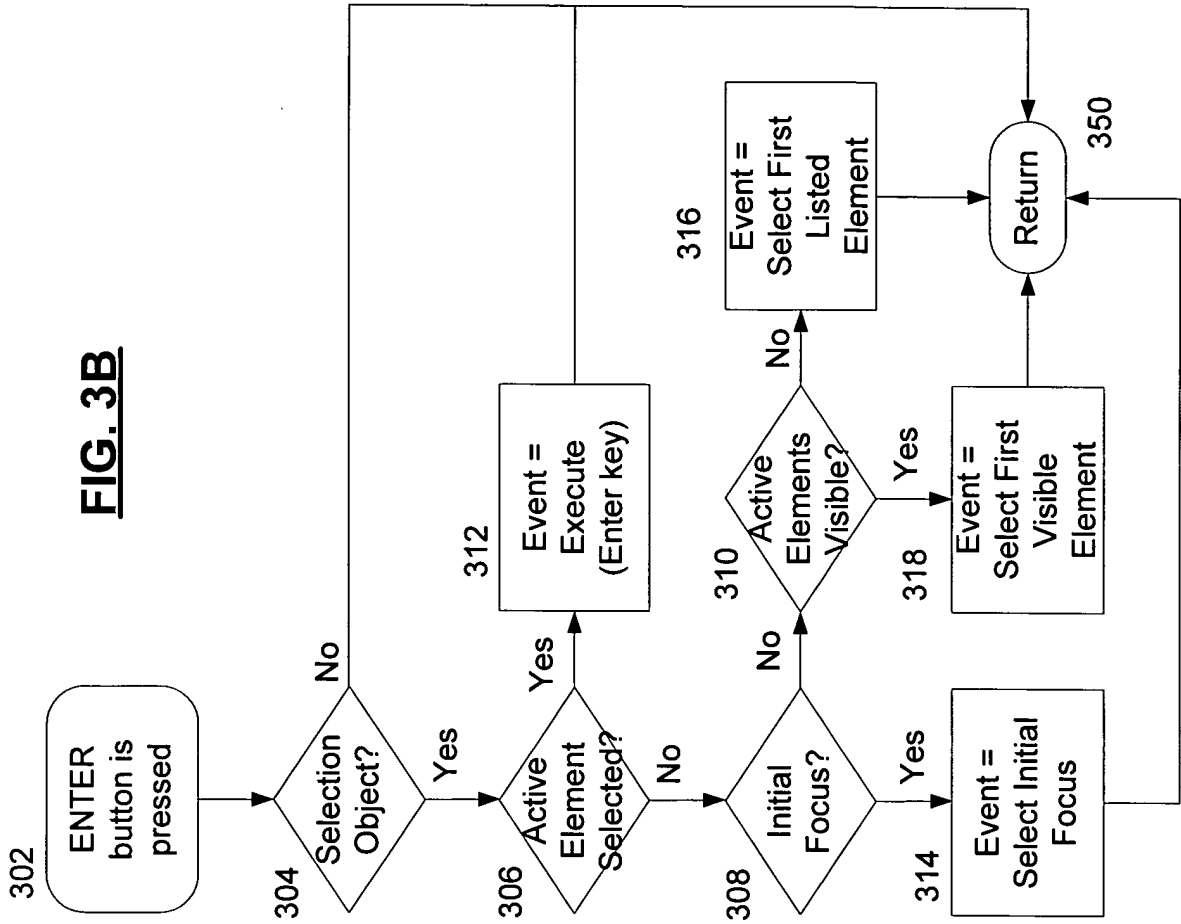 FIG. 3B
302
ENTER
button is
pressed
304
Selection
Object?
No
Yes
306
Active
Element
Selected?
Yes
No
312
Event =
Execute
(Enter key)
308
Initial
Focus?
No
Yes
310
Active
Elements
Visible?
No
Yes
316
Event =
Select First
Listed
Element
314
Event =
Select Initial
Focus
318
Event =
Select First
Visible
Element
Return
350